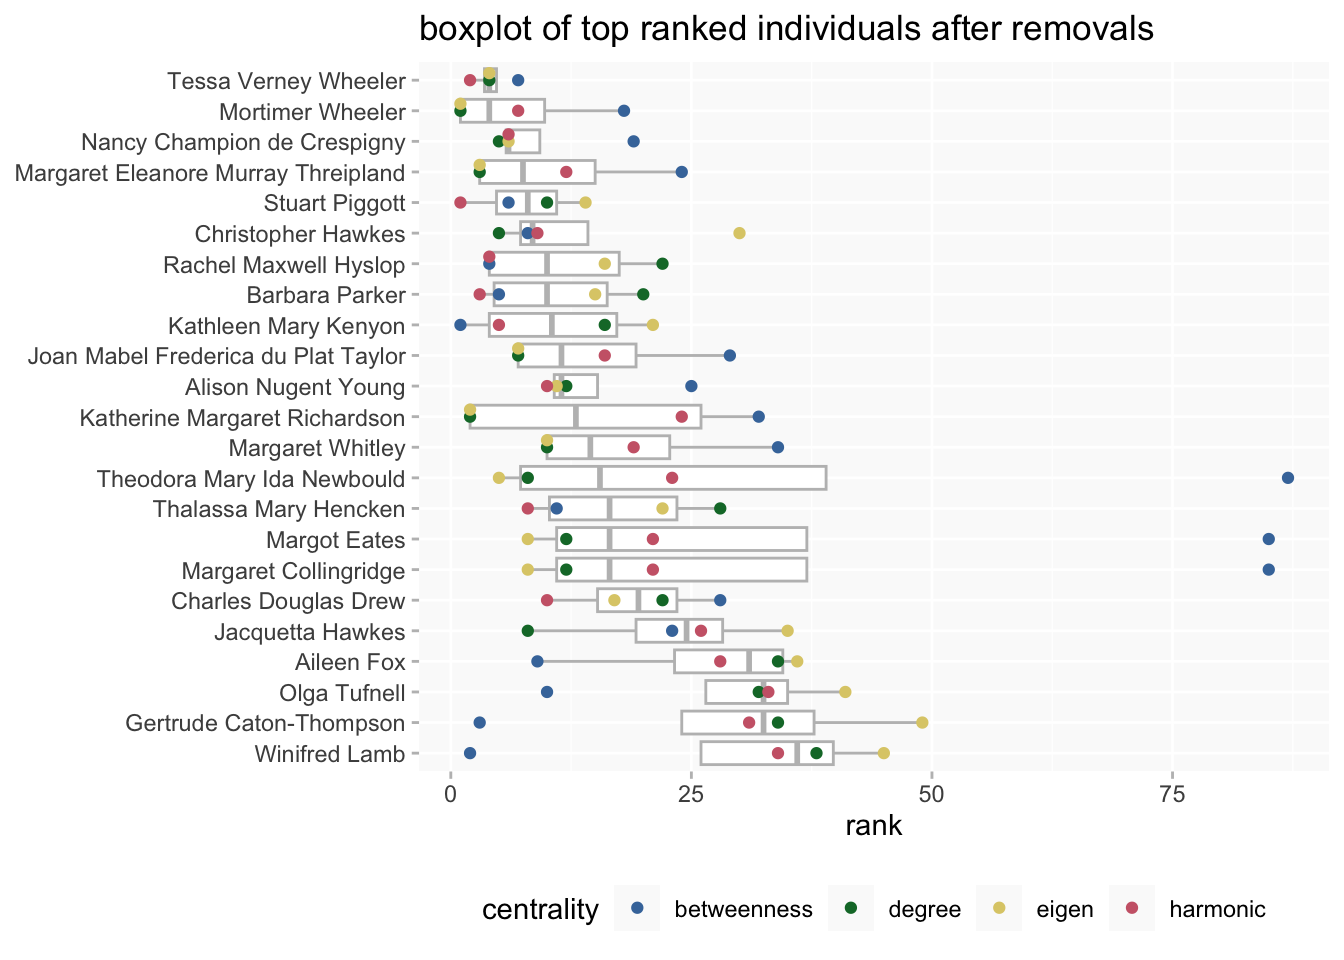 boxplot of top ranked individuals after removals
Tessa Verney Wheeler
Mortimer Wheeler
Nancy Champion de Crespigny
Margaret Eleanore Murray Threipland
Stuart Piggott
Christopher Hawkes
Rachel Maxwell Hyslop
Barbara Parker
Kathleen Mary Kenyon
Joan Mabel Frederica du Plat Taylor
Alison Nugent Young
Katherine Margaret Richardson
Margaret Whitley
Theodora Mary Ida Newbould
Thalassa Mary Hencken
Margot Eates
Margaret Collingridge
Charles Douglas Drew
Jacquetta Hawkes
Aileen Fox
Olga Tufnell
Gertrude Caton-Thompson
Winifred Lamb
0 25 50 75
rank
centrality betweenness degree eigen harmonic